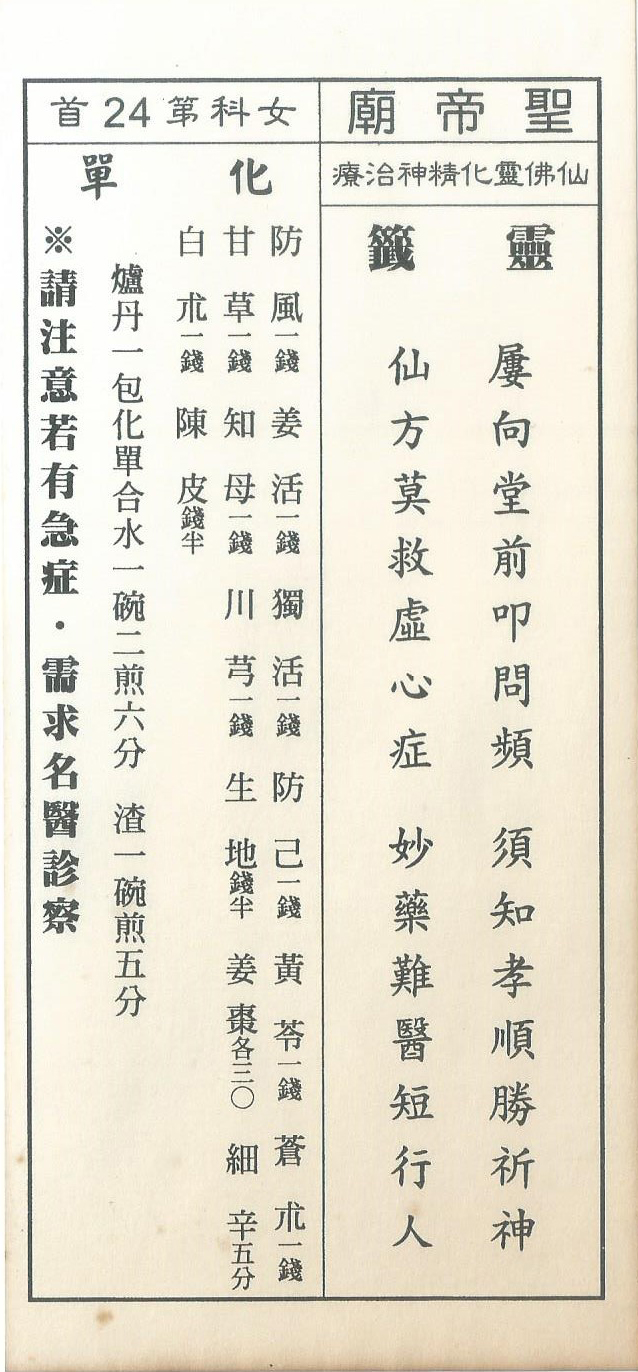 聖帝廟
仙佛靈化精神治療
靈籤
屢向堂前叩問頻 須知孝順勝祈神
仙方莫救虛心症 妙藥難醫短行人
女科第24首
化單
防風一錢 姜活一錢 獨活一錢 防己一錢 黃芩一錢 蒼朮一錢
甘草一錢 知母一錢 川芎一錢 生地錢半 姜棗各三〇 細辛五分
白朮一錢 陳皮錢半
爐丹一包化單合水一碗二煎六分 渣一碗煎五分
※請注意若有急症・需求名醫診察